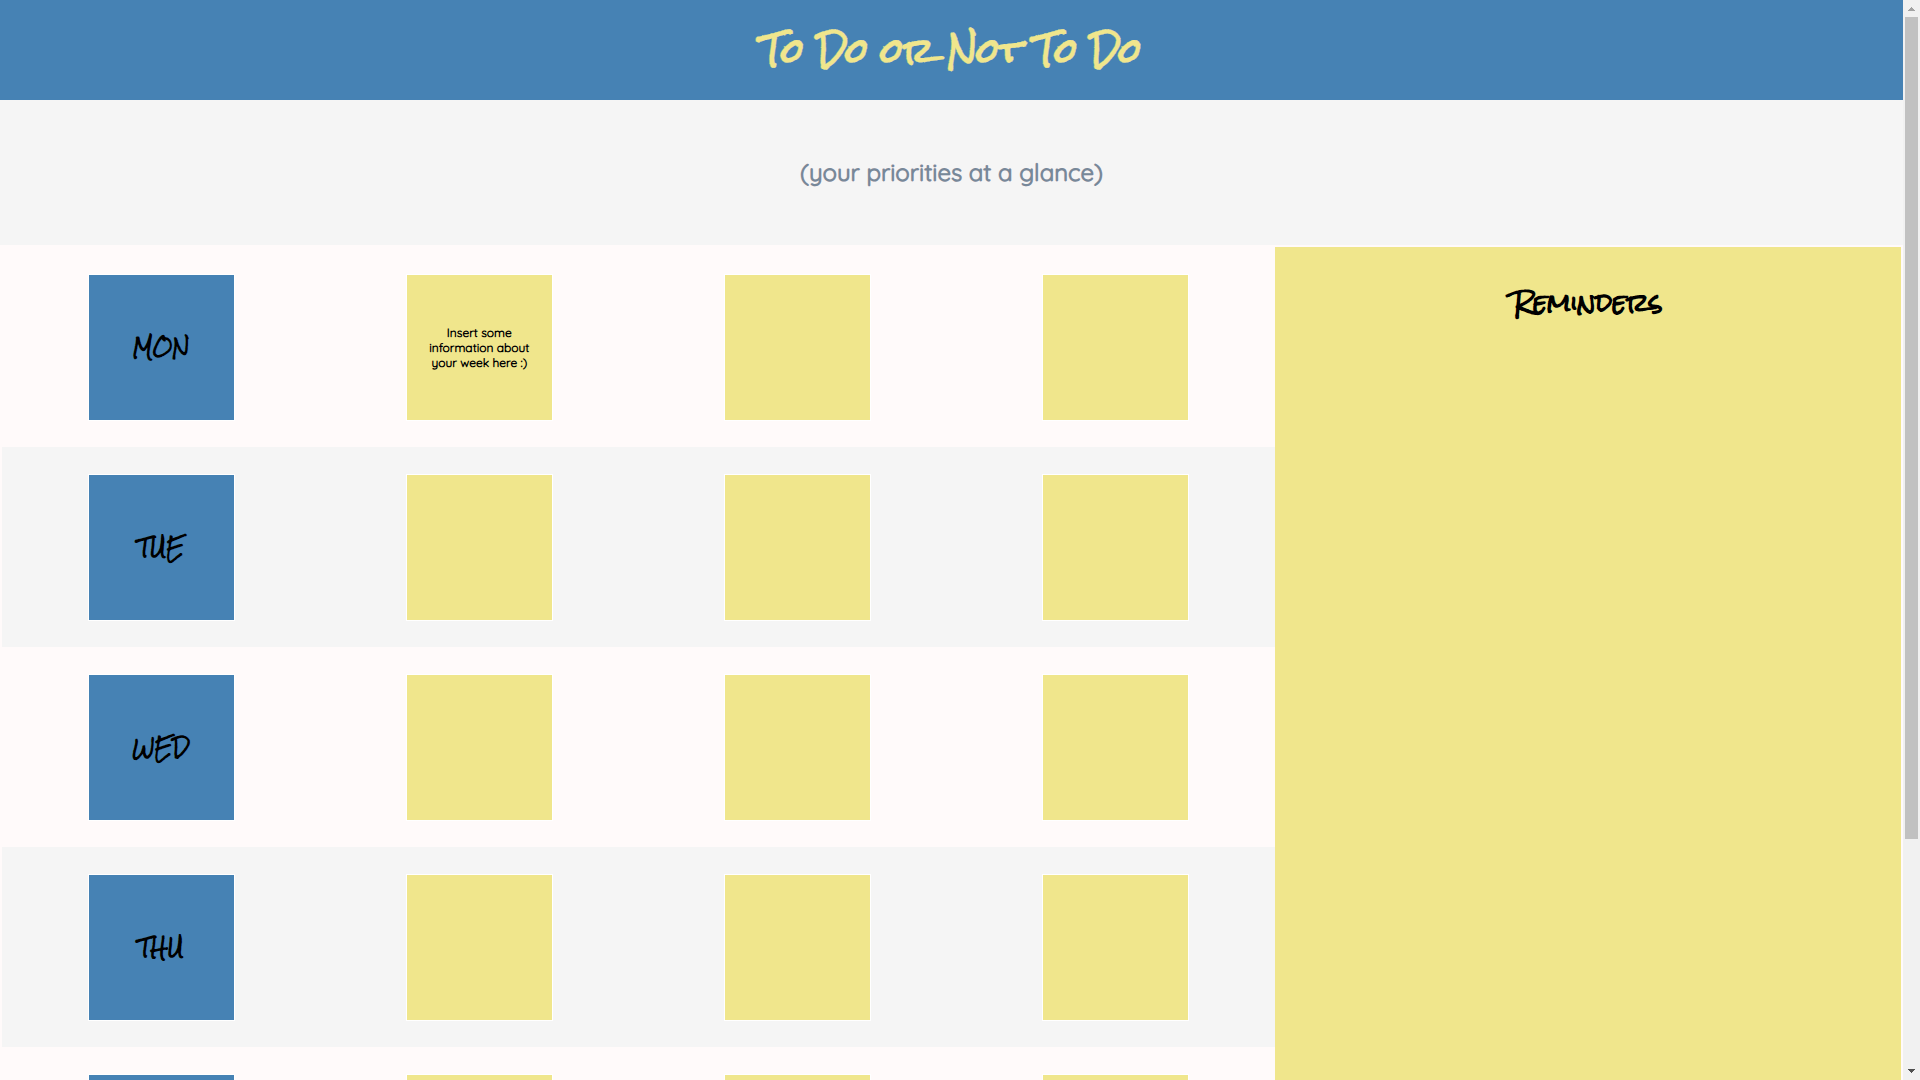 To Do or Not To Do
(your priorities at a glance)
MON
Insert some
information about
your week here :)
Reminders
TUE
WED
THU